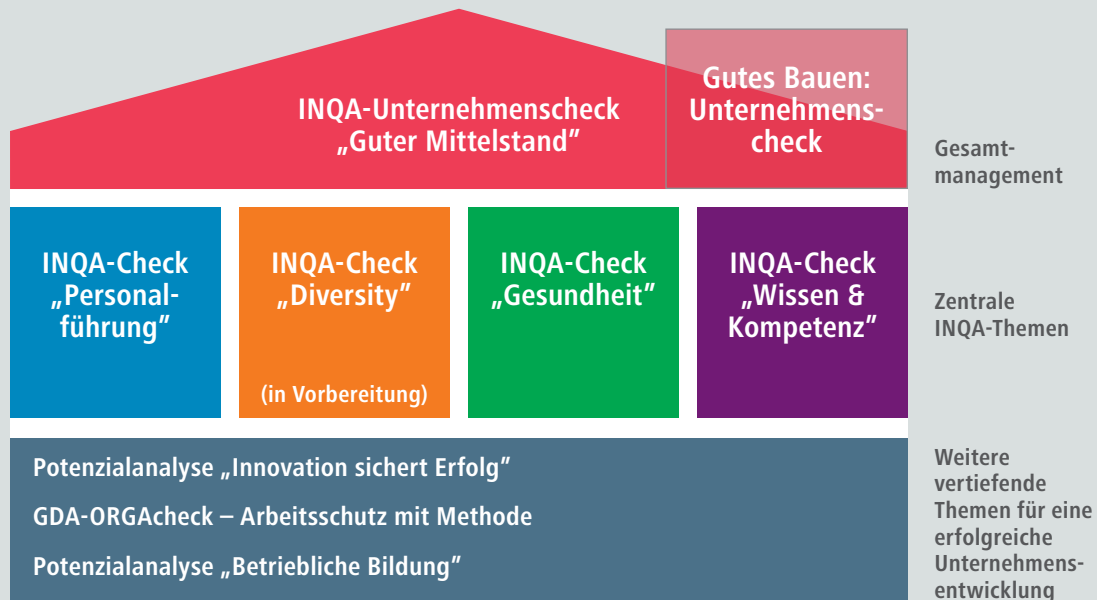 INQA-Unternehmenscheck
„Guter Mittelstand”
Gutes Bauen:
Unternehmens-
check
Gesamt-
management
INQA-Check
„Personal-
führung”
INQA-Check
„Diversity”
(in Vorbereitung)
INQA-Check
„Gesundheit”
INQA-Check
„Wissen &
Kompetenz”
Zentrale
INQA-Themen
Potenzialanalyse „Innovation sichert Erfolg”
GDA-ORGAcheck – Arbeitsschutz mit Methode
Potenzialanalyse „Betriebliche Bildung”
Weitere
vertiefende
Themen für eine
erfolgreiche
Unternehmens-
entwicklung